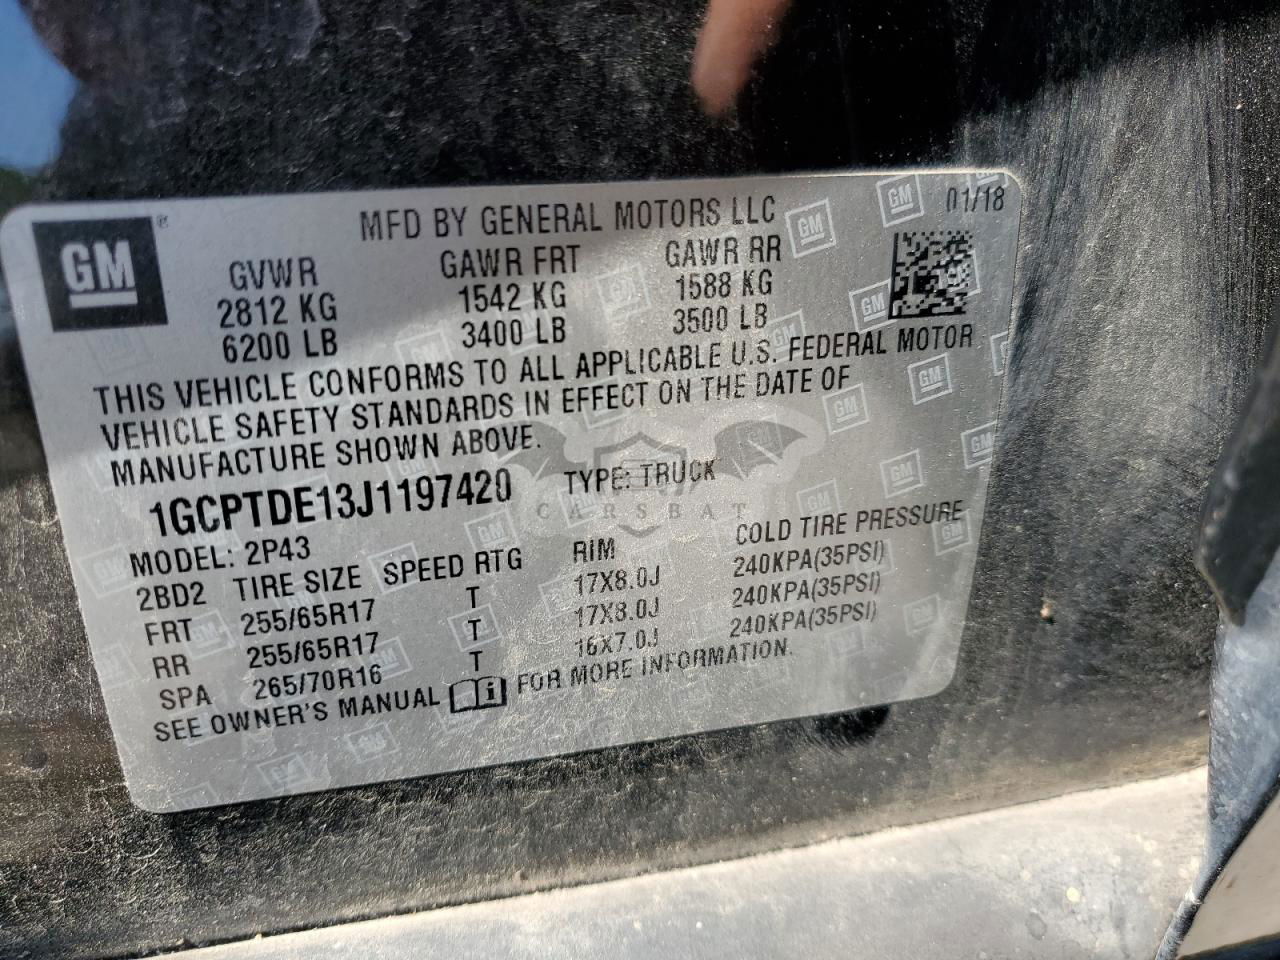 GM ® MFD BY GENERAL MOTORS LLC 01/18
GVWR GAWR FRT GAWR RR
2812 KG 1542 KG 1588 KG
6200 LB 3400 LB 3500 LB
THIS VEHICLE CONFORMS TO ALL APPLICABLE U.S. FEDERAL MOTOR
VEHICLE SAFETY STANDARDS IN EFFECT ON THE DATE OF
MANUFACTURE SHOWN ABOVE.
1GCPTDE13J1197420 TYPE: TRUCK
CARSBAT
MODEL: 2P43
2BD2 TIRE SIZE SPEED RTG RIM COLD TIRE PRESSURE
FRT 255/65R17 T 17X8.0J 240KPA(35PSI)
RR 255/65R17 T 17X8.0J 240KPA(35PSI)
SPA 265/70R16 T 16X7.0J 240KPA(35PSI)
SEE OWNER'S MANUAL i FOR MORE INFORMATION.